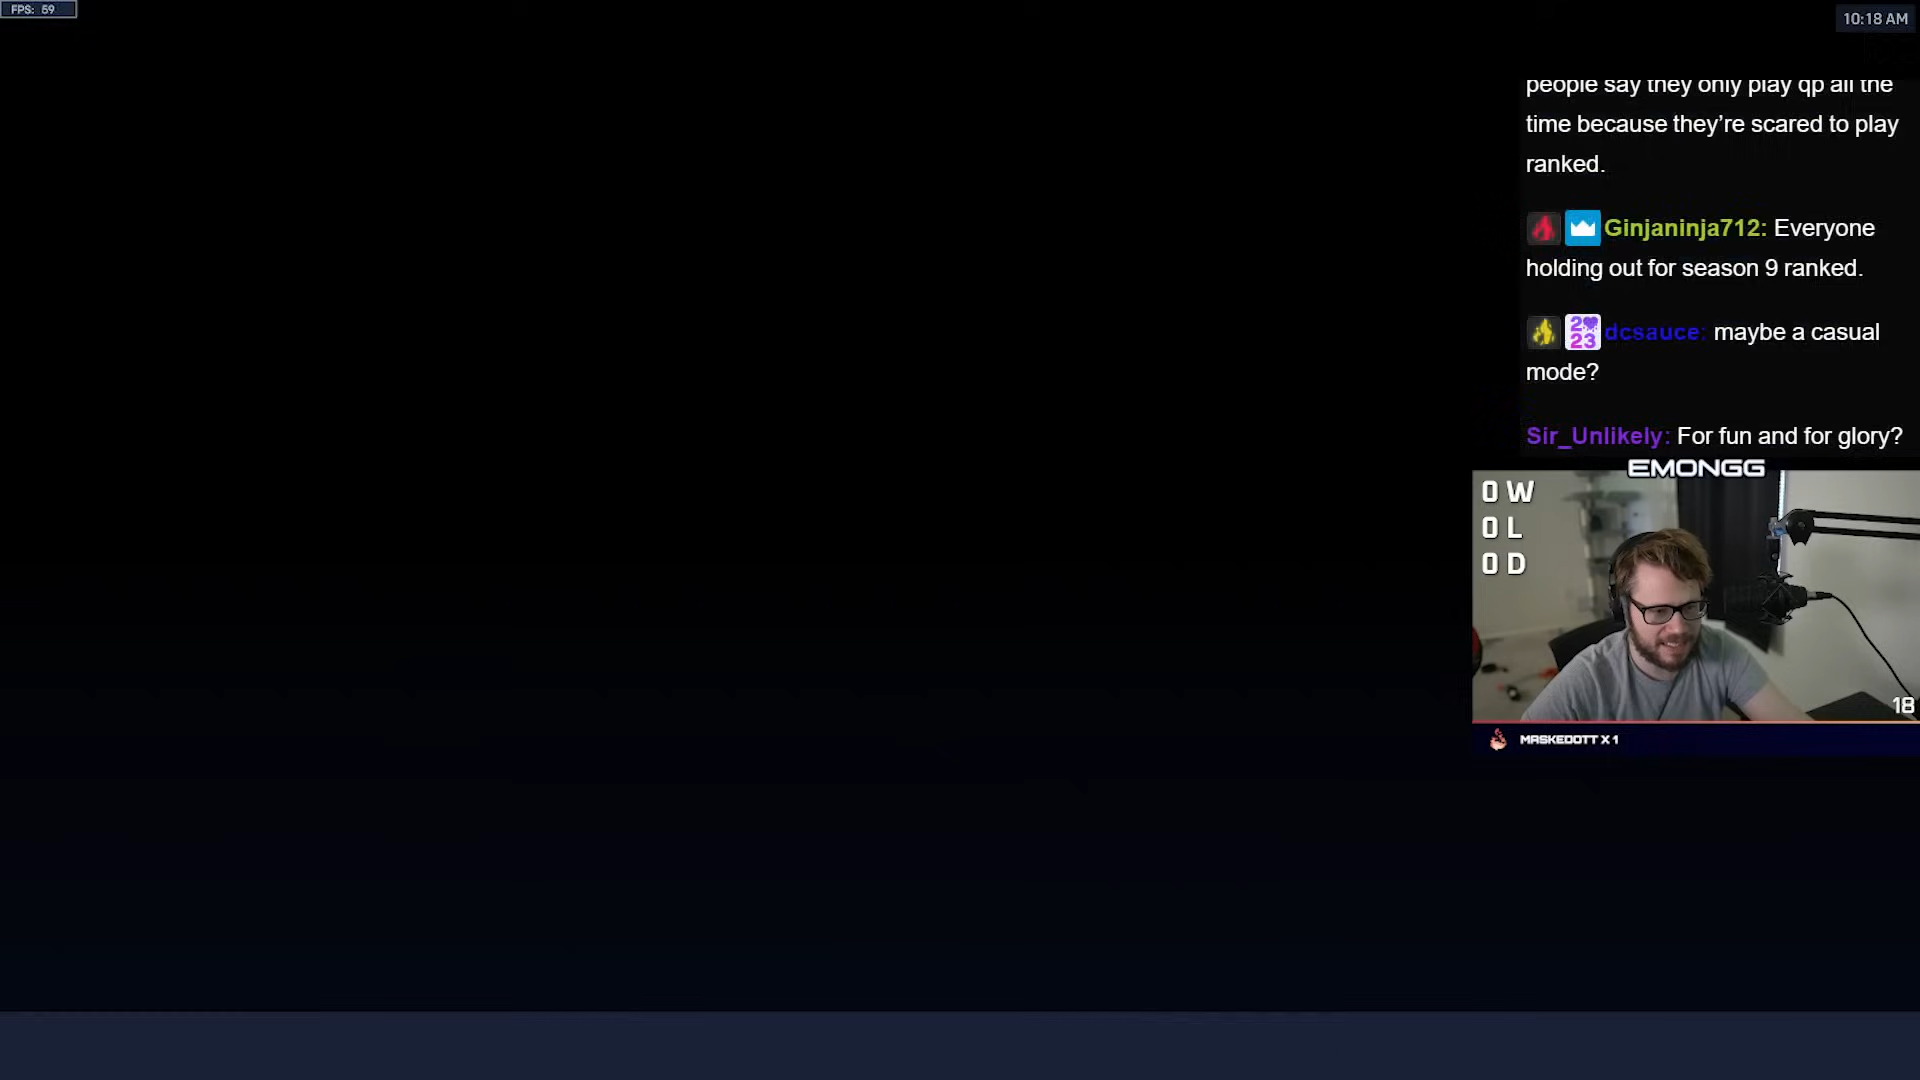 FPS: 59
10:18 AM
people say they only play qp all the
time because they’re scared to play
ranked.
Ginjaninja712: Everyone
holding out for season 9 ranked.
2023 dcsauce: maybe a casual
mode?
Sir_Unlikely: For fun and for glory?
EMONGG
0 W
0 L
0 D
18
MASKEDOTT X 1